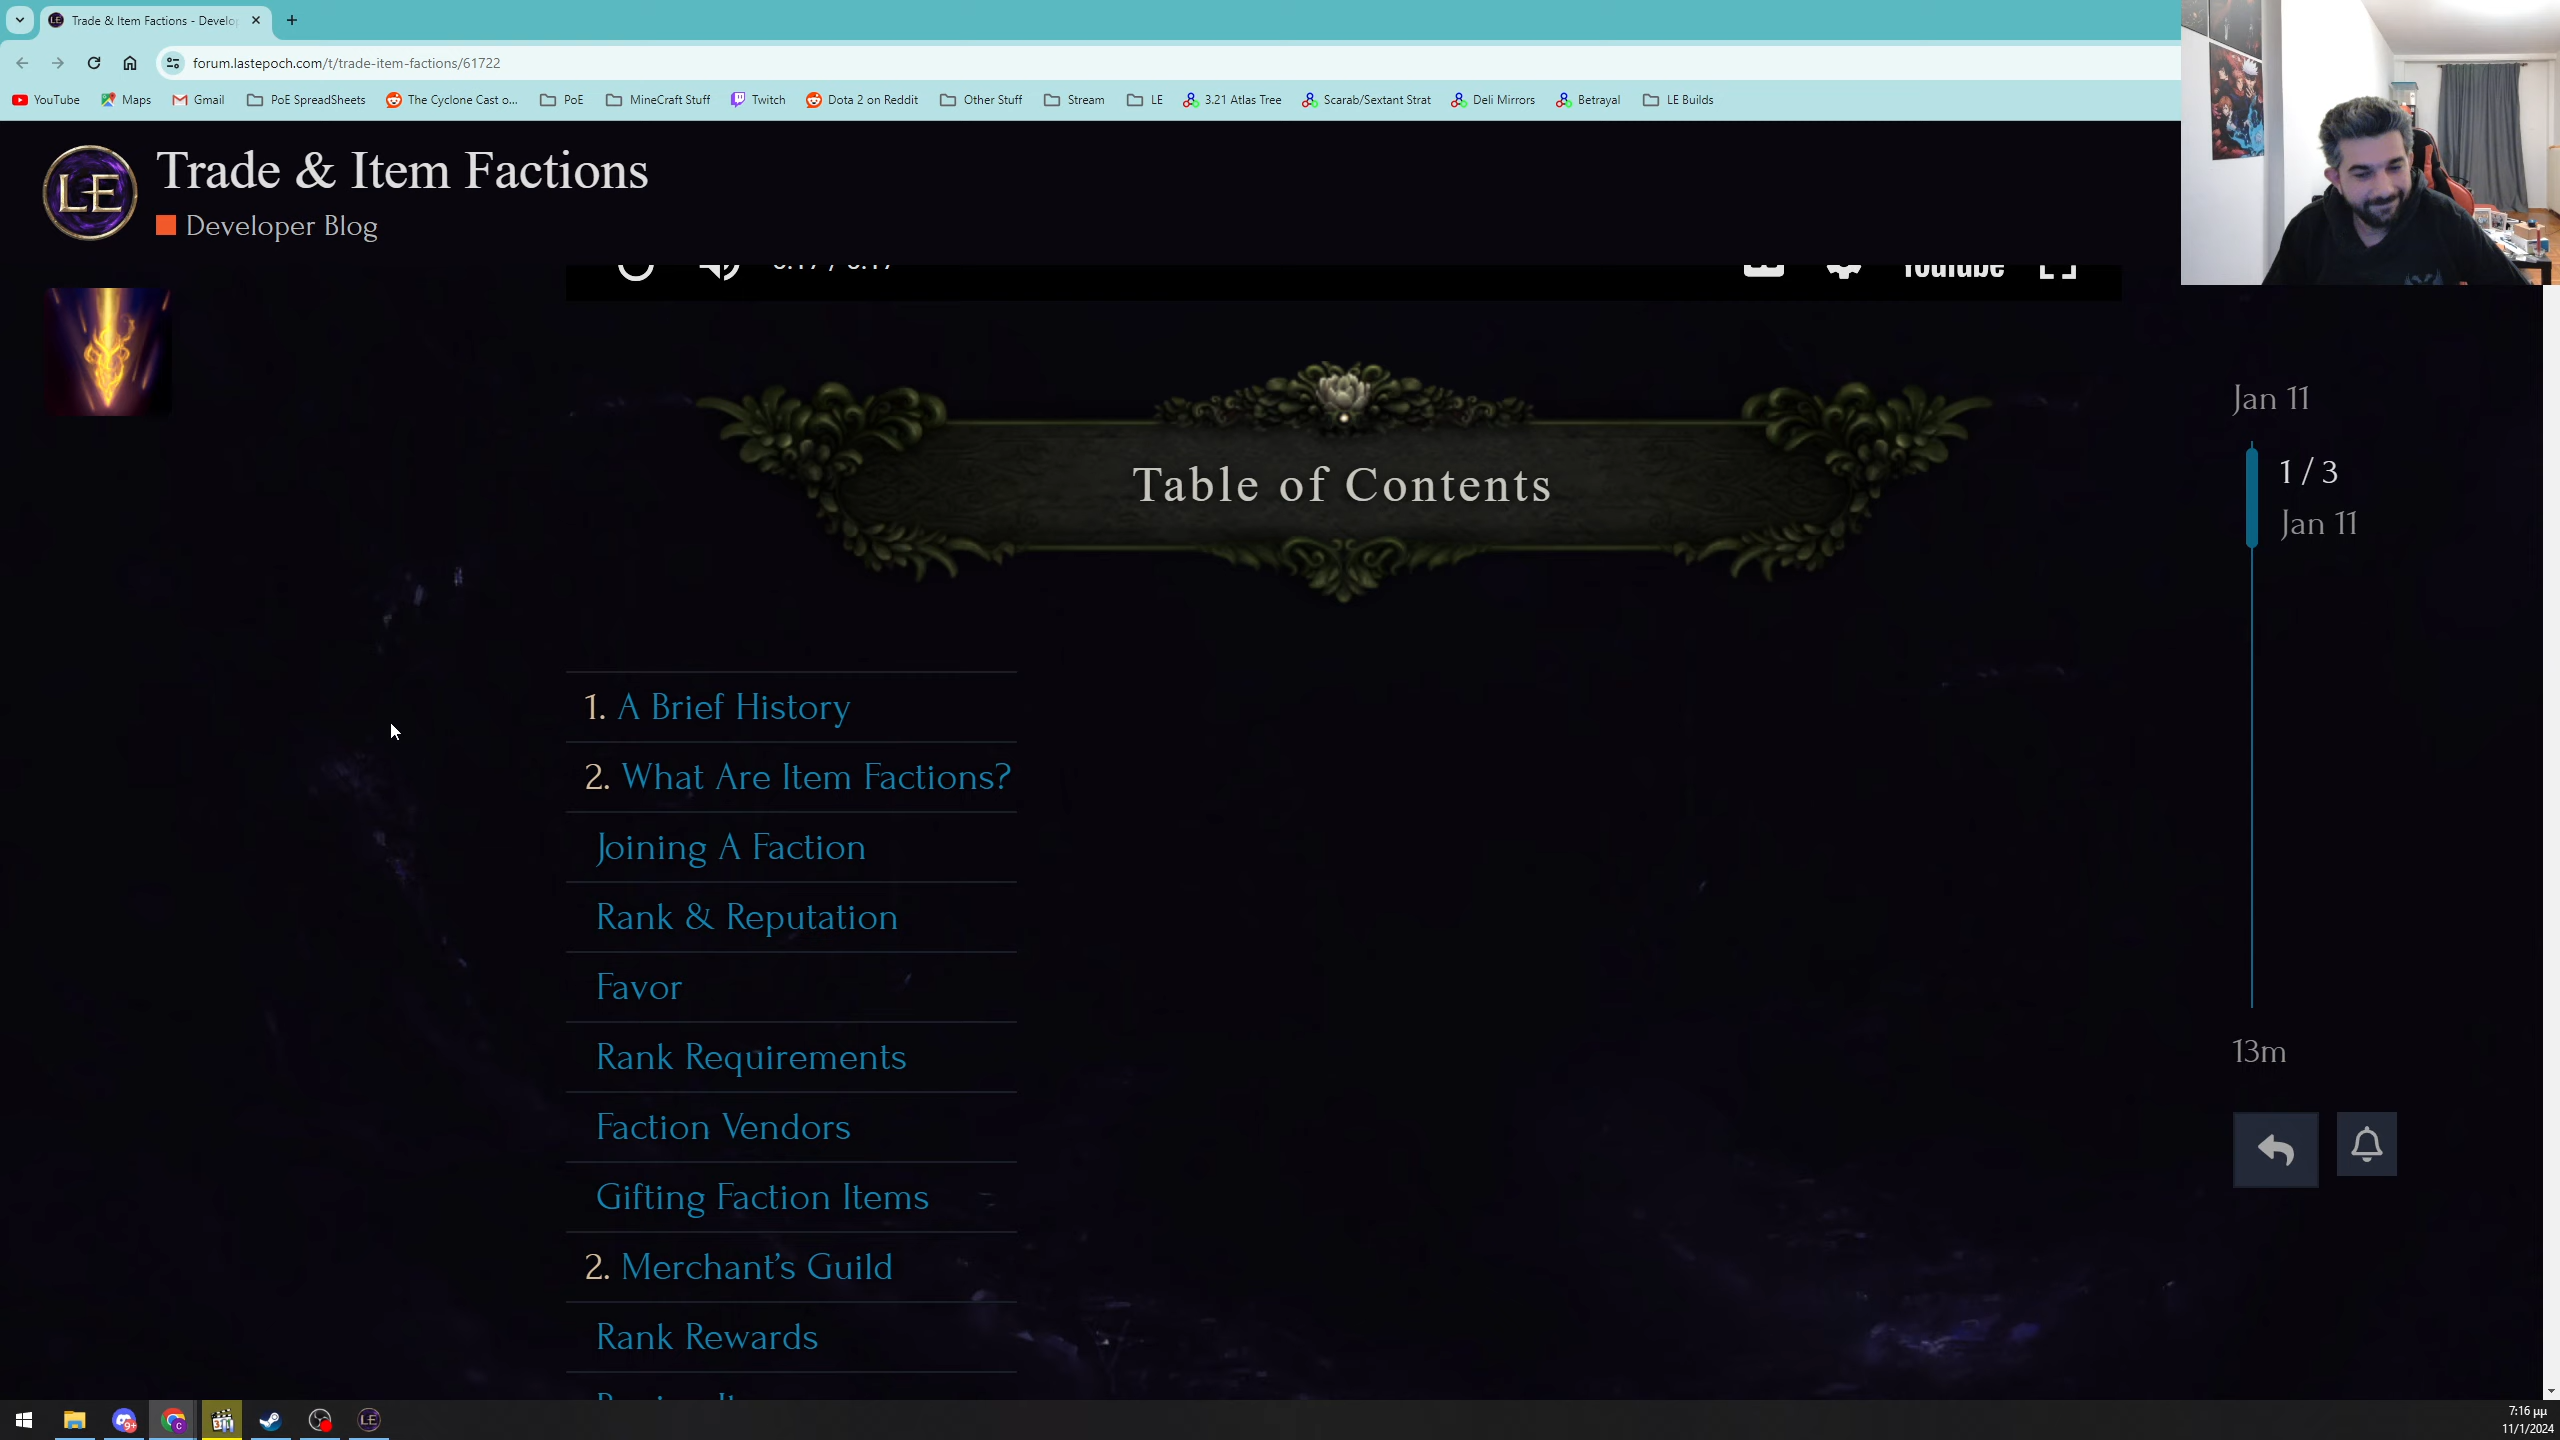 Trade & Item Factions - Develo
forum.lastepoch.com/t/trade-item-factions/61722
YouTube Maps Gmail PoE SpreadSheets The Cyclone Cast o... PoE MineCraft Stuff Twitch Dota 2 on Reddit Other Stuff Stream LE 3.21 Atlas Tree Scarab/Sextant Strat Deli Mirrors Betrayal LE Builds
LE
Trade & Item Factions
Developer Blog
YouTube
Table of Contents
Jan 11
1 / 3
Jan 11
1. A Brief History
2. What Are Item Factions?
Joining A Faction
Rank & Reputation
Favor
Rank Requirements
13m
Faction Vendors
Gifting Faction Items
2. Merchant’s Guild
Rank Rewards
9+
LE
7:16 μμ
11/1/2024